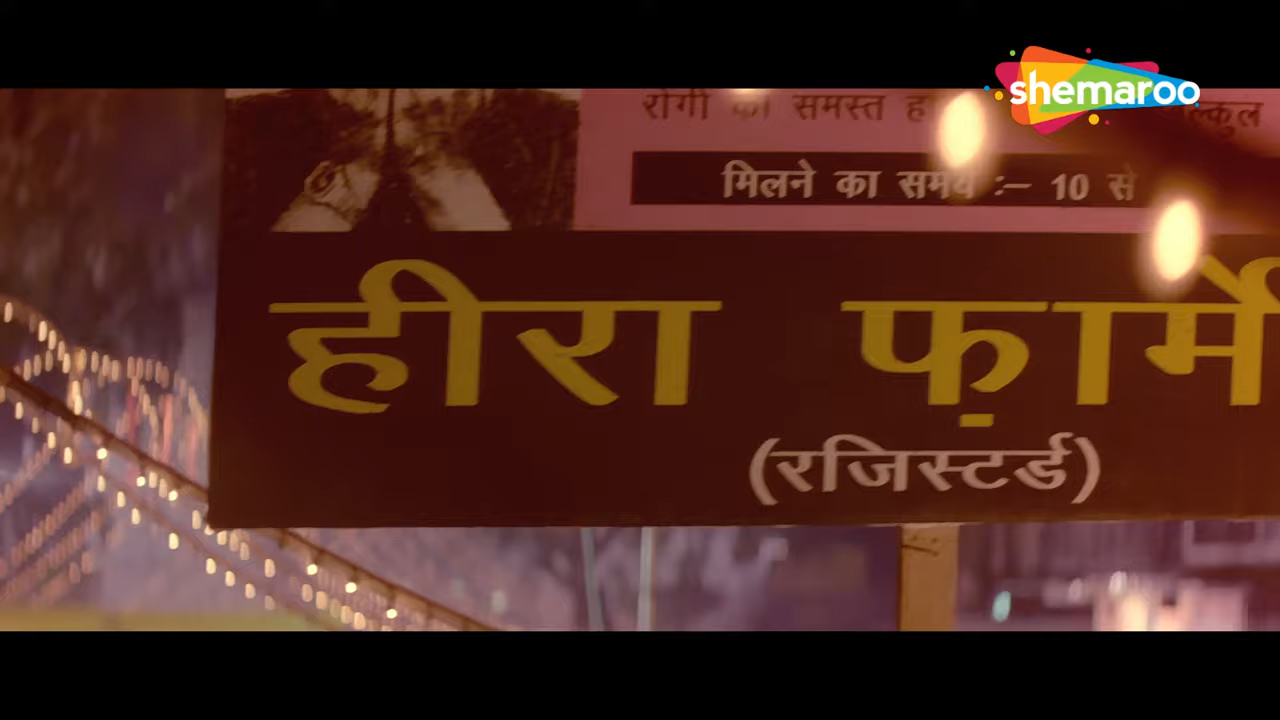 shemaroo
रोगी का समस्त
मिलने का समय :– 10 से
हीरा फ़ार्मे
(रजिस्टर्ड)